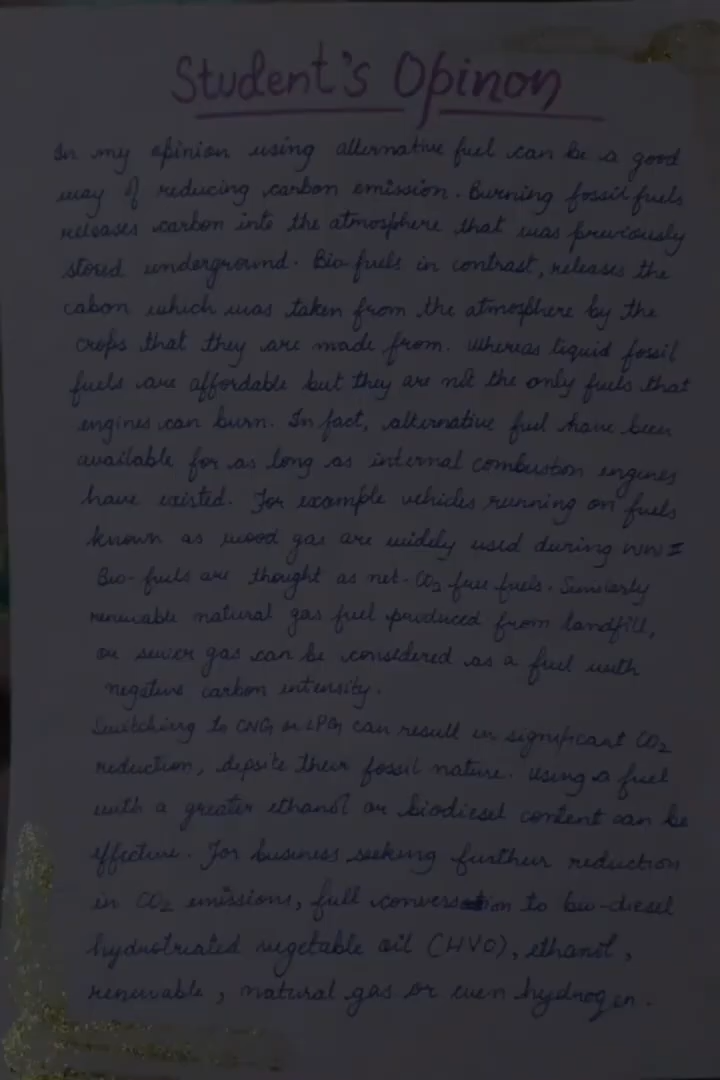 Student's Opinon
In my opinion using alternative fuel can be a good
way of reducing carbon emission. Burning fossil fuels
releases carbon into the atmosphere that was previously
stored underground. Bio fuels in contrast, releases the
cabon which was taken from the atmosphere by the
crops that they are made from. Whereas liquid fossil
fuels are affordable but they are not the only fuels that
engines can burn. In fact, alternative fuel have been
available for as long as internal combustion engines
have existed. For example vehicles running on fuels
known as wood gas are widely used during WW I
Bio-fuels are thought as net-CO2 free fuels. Similarly
renewable natural gas fuel produced from landfill,
or sewer gas can be considered as a fuel with
negative carbon intensity.
Switching to CNG or LPG can result in significant CO2
reduction, depsite their fossil nature. Using a fuel
with a greater ethanol or biodiesel content can be
effective. For business seeking further reduction
in CO2 emissions, full conversion to bio-diesel
hydrotreated vegetable oil (HVO), ethanol,
renewable, natural gas or even hydrogen.